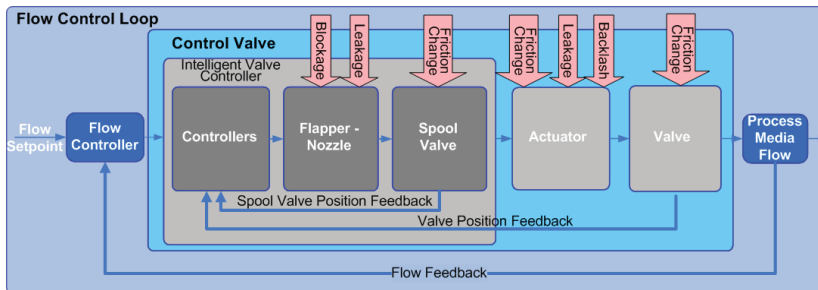 Flow Control Loop
Control Valve
Intelligent Valve
Controller
Blockage
Leakage
Friction
Change
Friction
Change
Leakage
Backlash
Friction
Change
Flow
Setpoint
Flow
Controller
Controllers
Flapper -
Nozzle
Spool
Valve
Actuator
Valve
Process
Media
Flow
Spool Valve Position Feedback
Valve Position Feedback
Flow Feedback